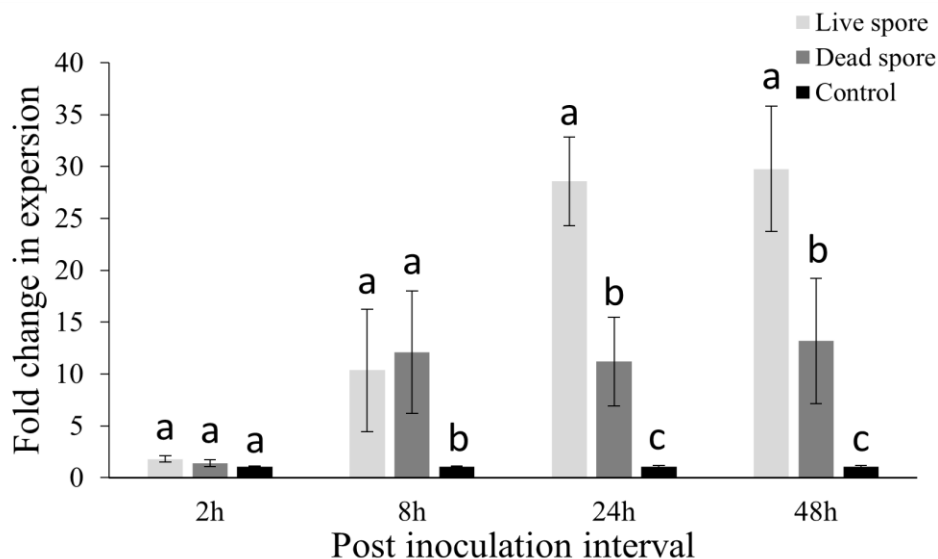 Live spore
Dead spore
Control
Fold change in expersion
40
35
30
25
20
15
10
5
0
a a a
a a b
a b c
a b c
2h 8h 24h 48h
Post inoculation interval